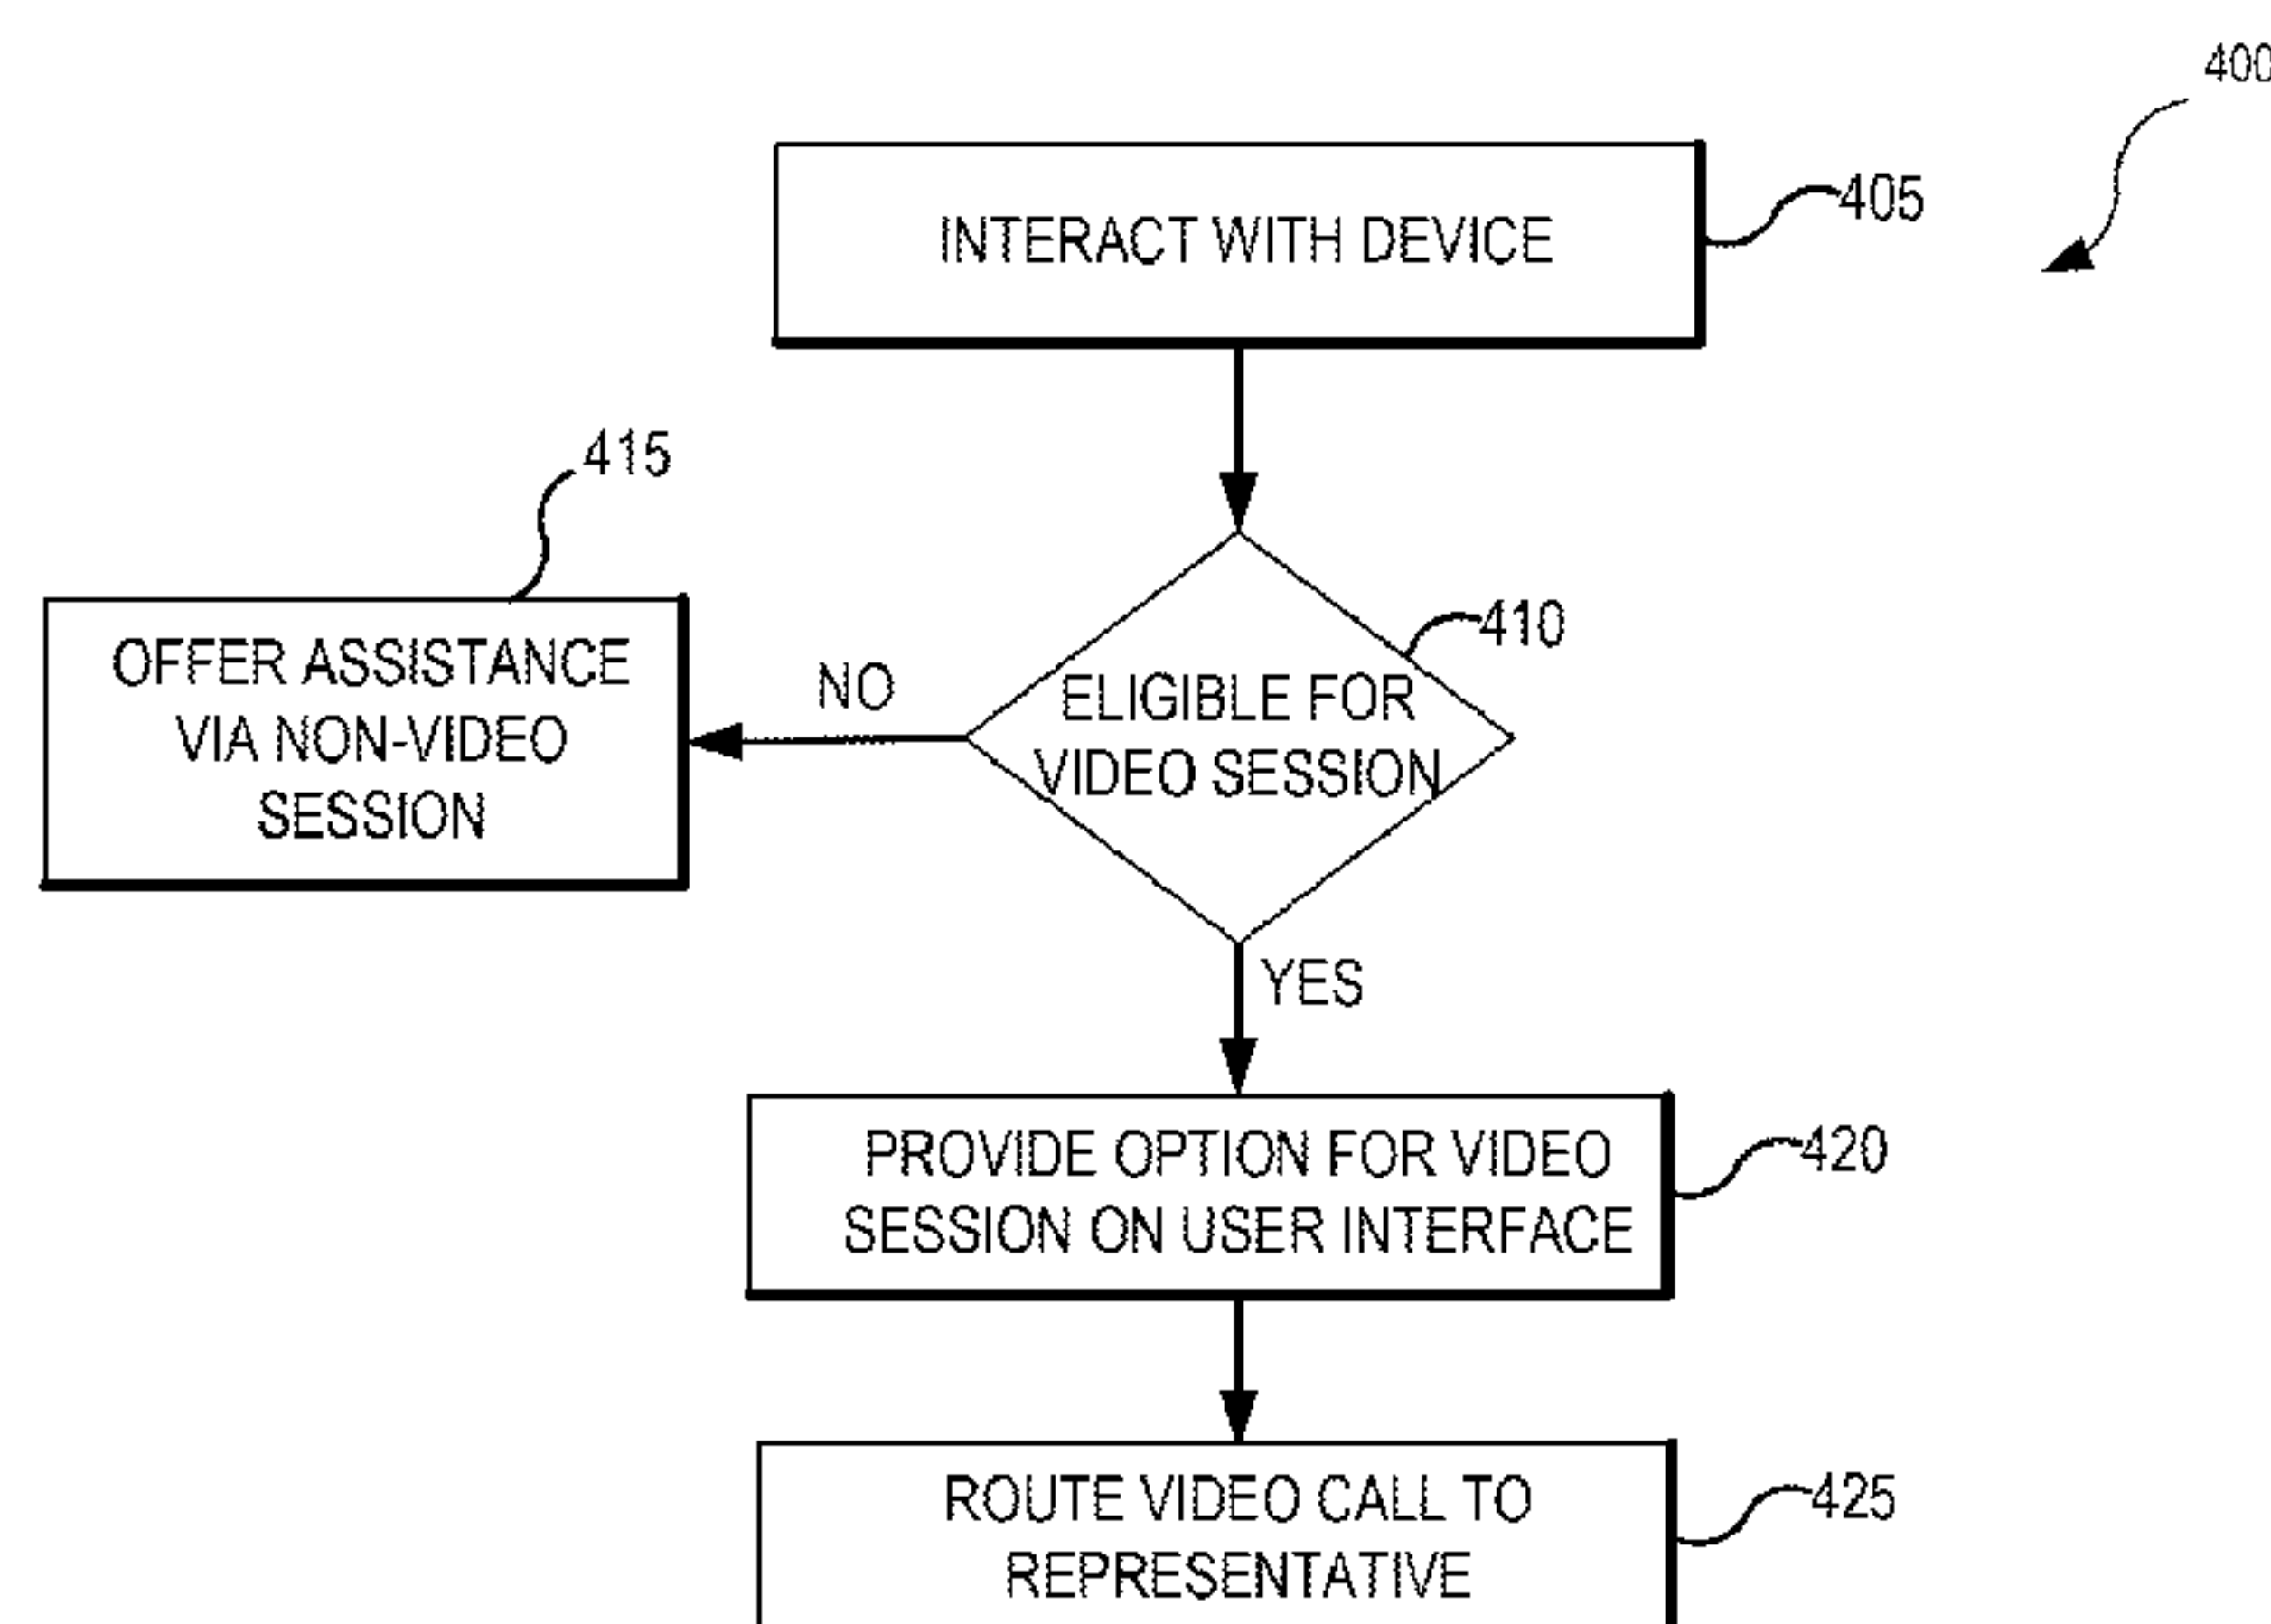 400
INTERACT WITH DEVICE
405
415
OFFER ASSISTANCE
VIA NON-VIDEO
SESSION
NO
410
ELIGIBLE FOR
VIDEO SESSION
YES
PROVIDE OPTION FOR VIDEO
SESSION ON USER INTERFACE
420
ROUTE VIDEO CALL TO
REPRESENTATIVE
425